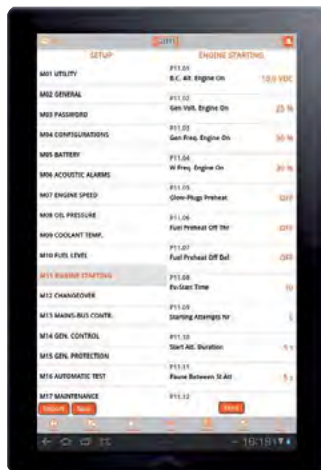 SETUP
ENGINE STARTING
M01 UTILITY
M02 GENERAL
M03 PASSWORD
M04 CONFIGURATIONS
M05 BATTERY
M06 ACOUSTIC ALARMS
M07 ENGINE SPEED
M08 OIL PRESSURE
M09 COOLANT TEMP.
M10 FUEL LEVEL
M11 ENGINE STARTING
M12 CHANGEOVER
M13 MAINS-BUS CONTR.
M14 GEN. CONTROL
M15 GEN. PROTECTION
M16 AUTOMATIC TEST
M17 MAINTENANCE
P11.01
B.C. Alt. Engine On 10.0 VDC
P11.02
Gen Volt. Engine On 25 %
P11.03
Gen Freq. Engine On 30 %
P11.04
W Freq. Engine On 30 %
P11.05
Glow-Plugs Preheat OFF
P11.06
Fuel Preheat Off Thr OFF
P11.07
Fuel Preheat Off Del OFF
P11.08
Ev-Start Time 10
P11.09
Starting Attempts Nr 5
P11.10
Start Att. Duration 5 s
P11.11
Pause Between St Att 5 s
P11.12
Send